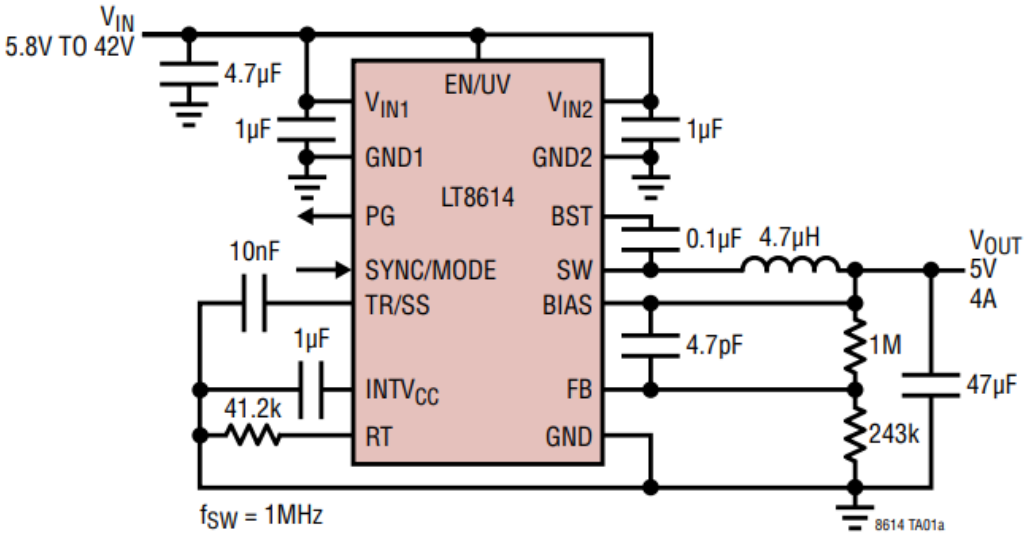 VIN
5.8V TO 42V
4.7µF
EN/UV
VIN1
VIN2
1µF
1µF
GND1
GND2
LT8614
PG
BST
0.1µF
4.7µH
VOUT
5V
4A
10nF
SYNC/MODE
SW
TR/SS
BIAS
1µF
4.7pF
1M
INTVCC
FB
47µF
41.2k
RT
GND
243k
fSW = 1MHz
8614 TA01a